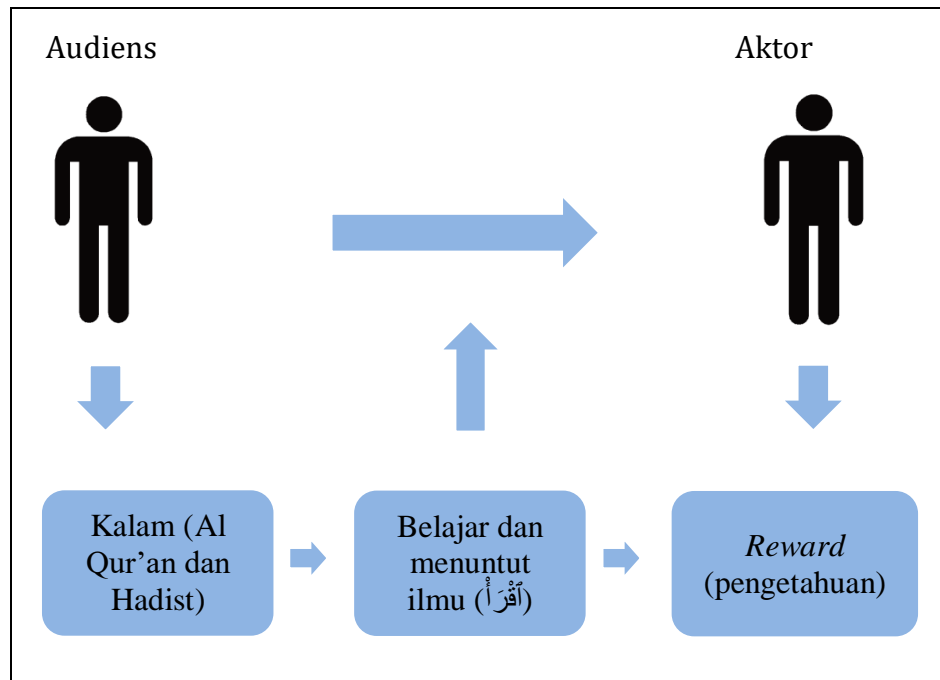 Audiens
Aktor
Kalam (Al
Qur’an dan
Hadist)
Belajar dan
menuntut
ilmu (ٱقْرَأْ)
Reward
(pengetahuan)